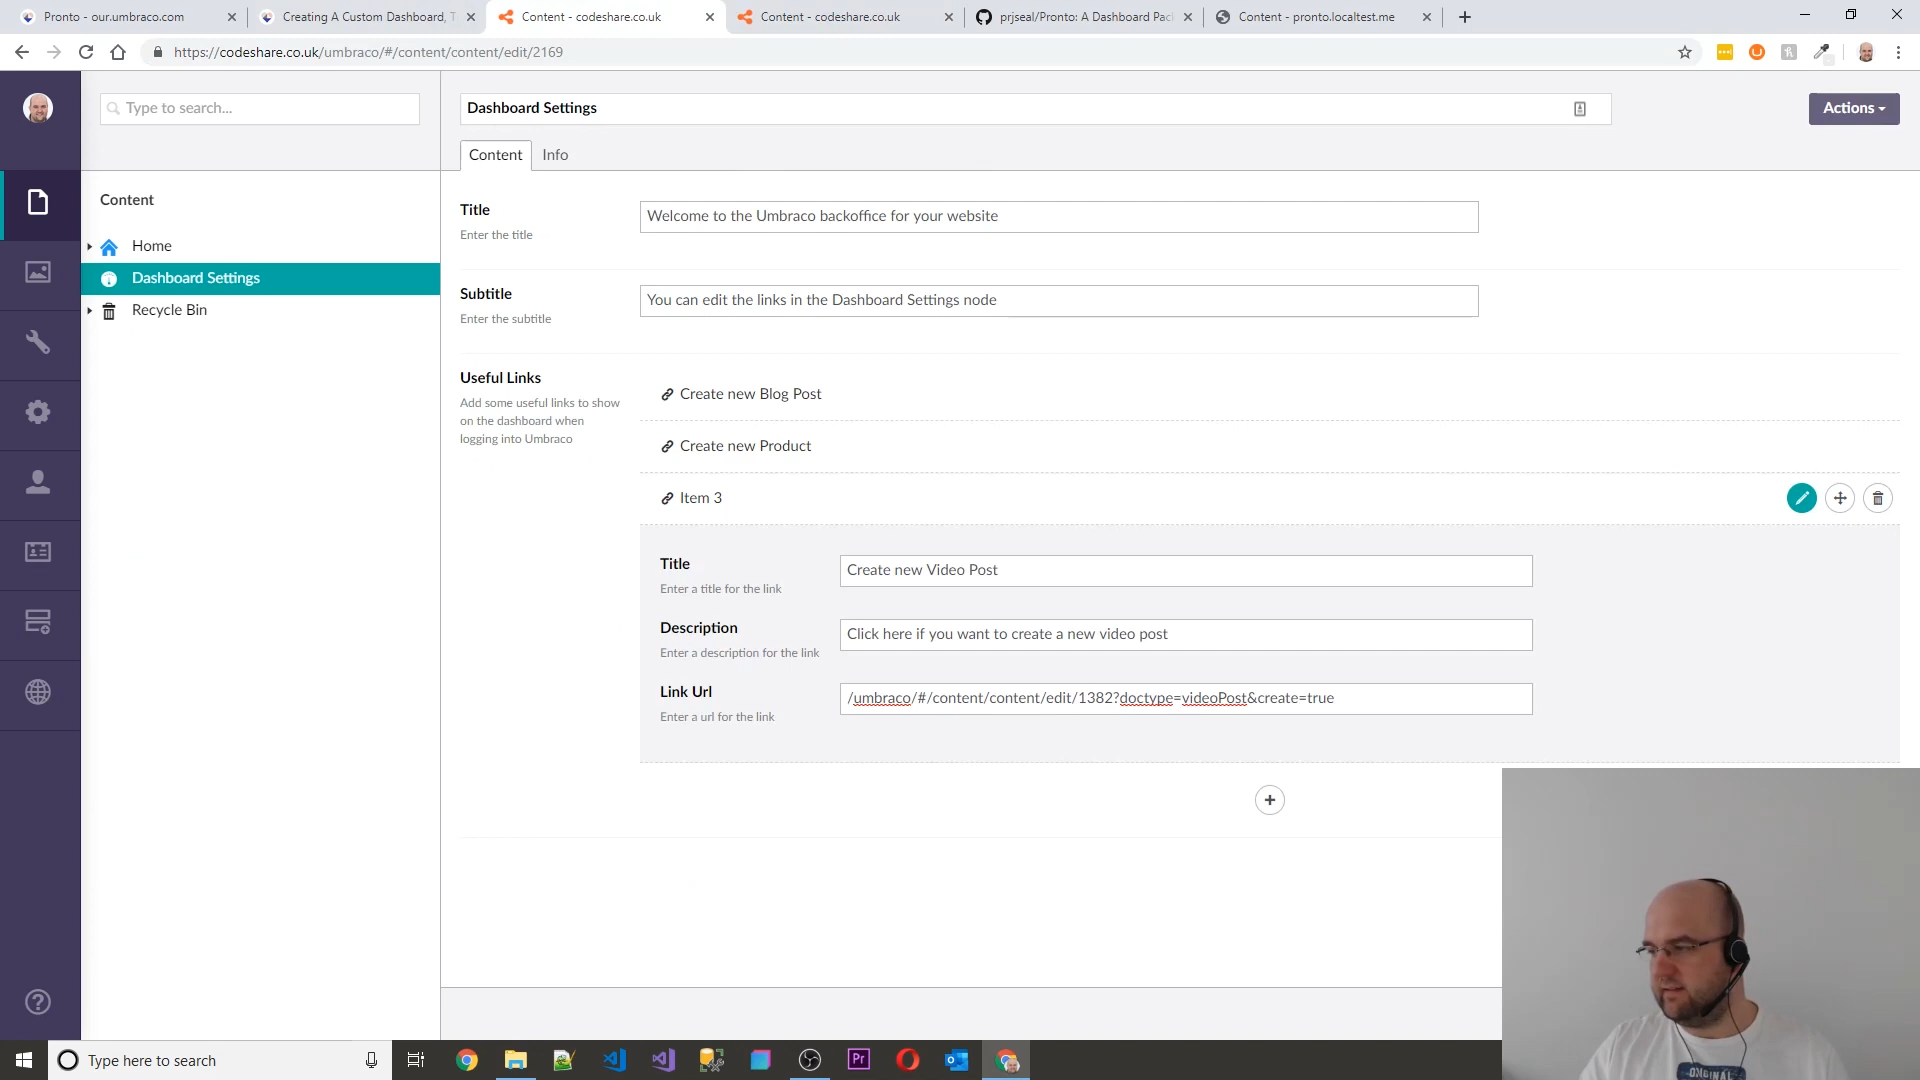 Pronto - our.umbraco.com
Creating A Custom Dashboard, T
Content - codeshare.co.uk
Content - codeshare.co.uk
prjseal/Pronto: A Dashboard Pac
Content - pronto.localtest.me
https://codeshare.co.uk/umbraco/#/content/content/edit/2169
Type to search...
Dashboard Settings
Actions
Content
Info
Content
Home
Dashboard Settings
Recycle Bin
Title
Enter the title
Welcome to the Umbraco backoffice for your website
Subtitle
Enter the subtitle
You can edit the links in the Dashboard Settings node
Useful Links
Add some useful links to show
on the dashboard when
logging into Umbraco
Create new Blog Post
Create new Product
Item 3
Title
Enter a title for the link
Create new Video Post
Description
Enter a description for the link
Click here if you want to create a new video post
Link Url
Enter a url for the link
/umbraco/#/content/content/edit/1382?doctype=videoPost&create=true
Type here to search
Pr
ORIGINAL